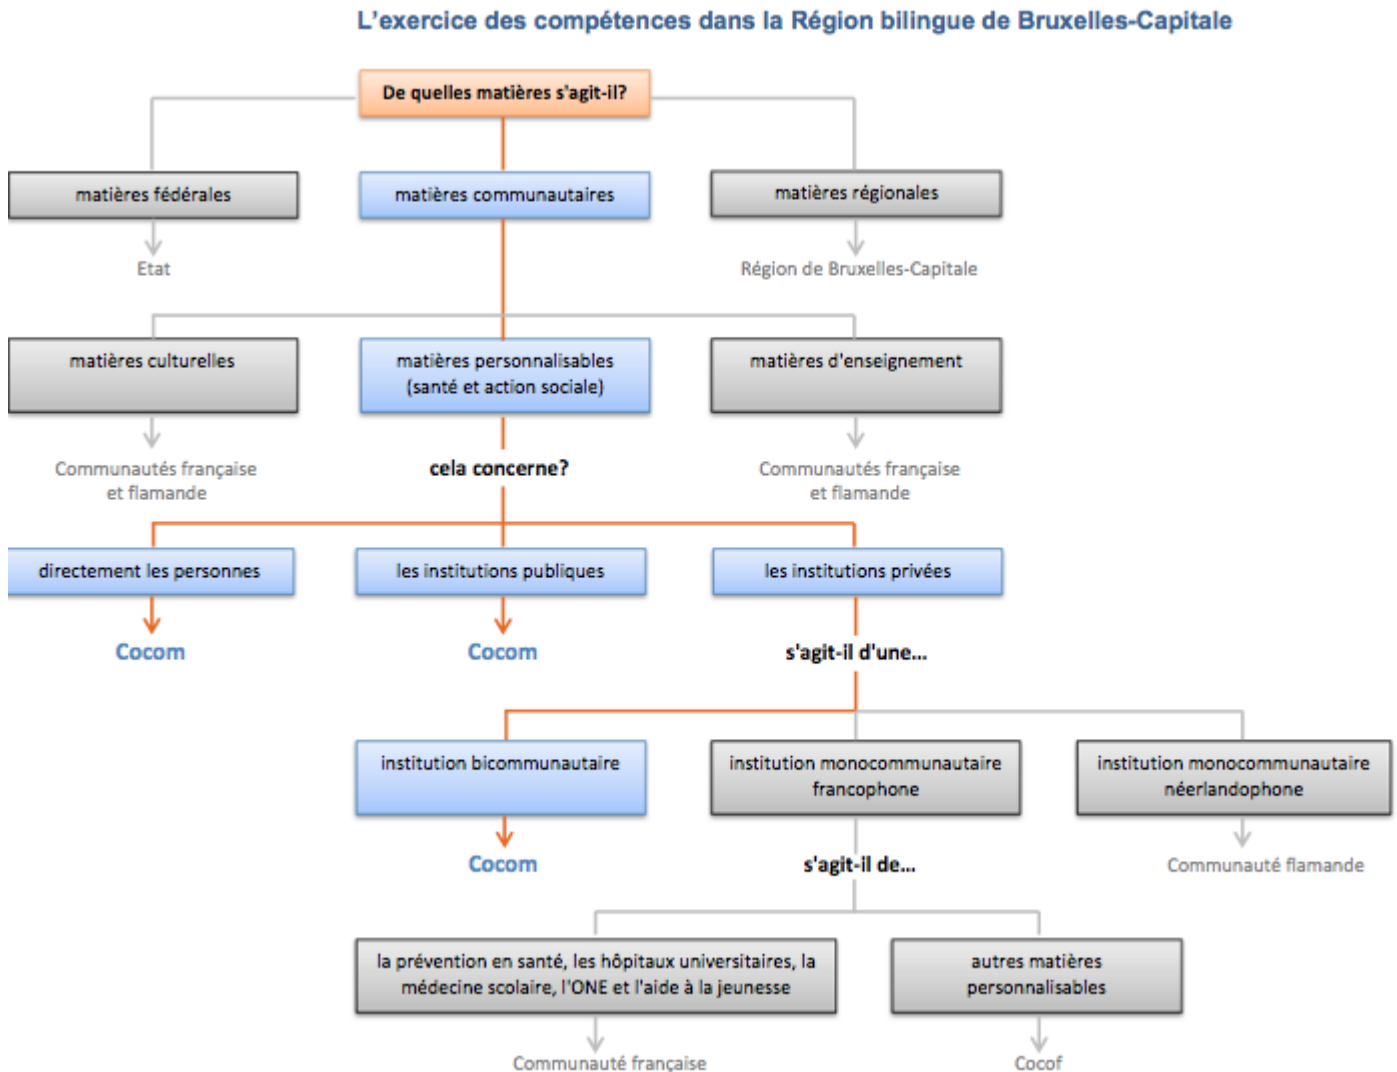 L'exercice des compétences dans la Région bilingue de Bruxelles-Capitale
De quelles matières s'agit-il?
matières fédérales
matières communautaires
matières régionales
Etat
Région de Bruxelles-Capitale
matières culturelles
matières personnalisables
(santé et action sociale)
matières d'enseignement
Communautés française
et flamande
cela concerne?
Communautés française
et flamande
directement les personnes
les institutions publiques
les institutions privées
Cocom
Cocom
s'agit-il d'une...
institution bicommunautaire
institution monocommunautaire
francophone
institution monocommunautaire
néerlandophone
Cocom
s'agit-il de...
Communauté flamande
la prévention en santé, les hôpitaux universitaires, la
médecine scolaire, l'ONE et l'aide à la jeunesse
autres matières
personnalisables
Communauté française
Cocof